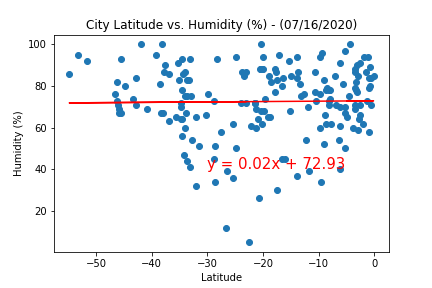 City Latitude vs. Humidity (%) - (07/16/2020)
100
80
60
40
20
Humidity (%)
y = 0.02x + 72.93
−50
−40
−30
−20
−10
0
Latitude